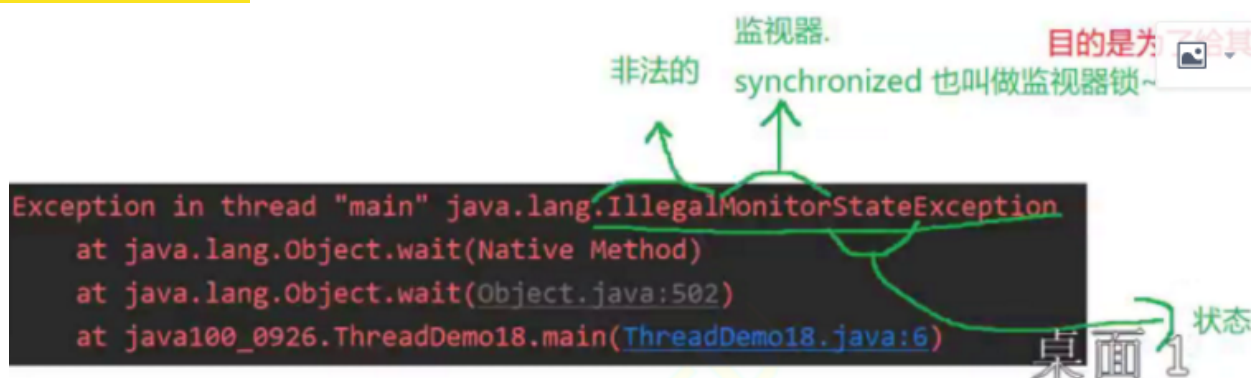 监视器.
目的是为了给其
非法的
synchronized 也叫做监视器锁~
Exception in thread "main" java.lang.IllegalMonitorStateException
at java.lang.Object.wait(Native Method)
at java.lang.Object.wait(Object.java:502)
at java100_0926.ThreadDemo18.main(ThreadDemo18.java:6)
状态
桌面 1